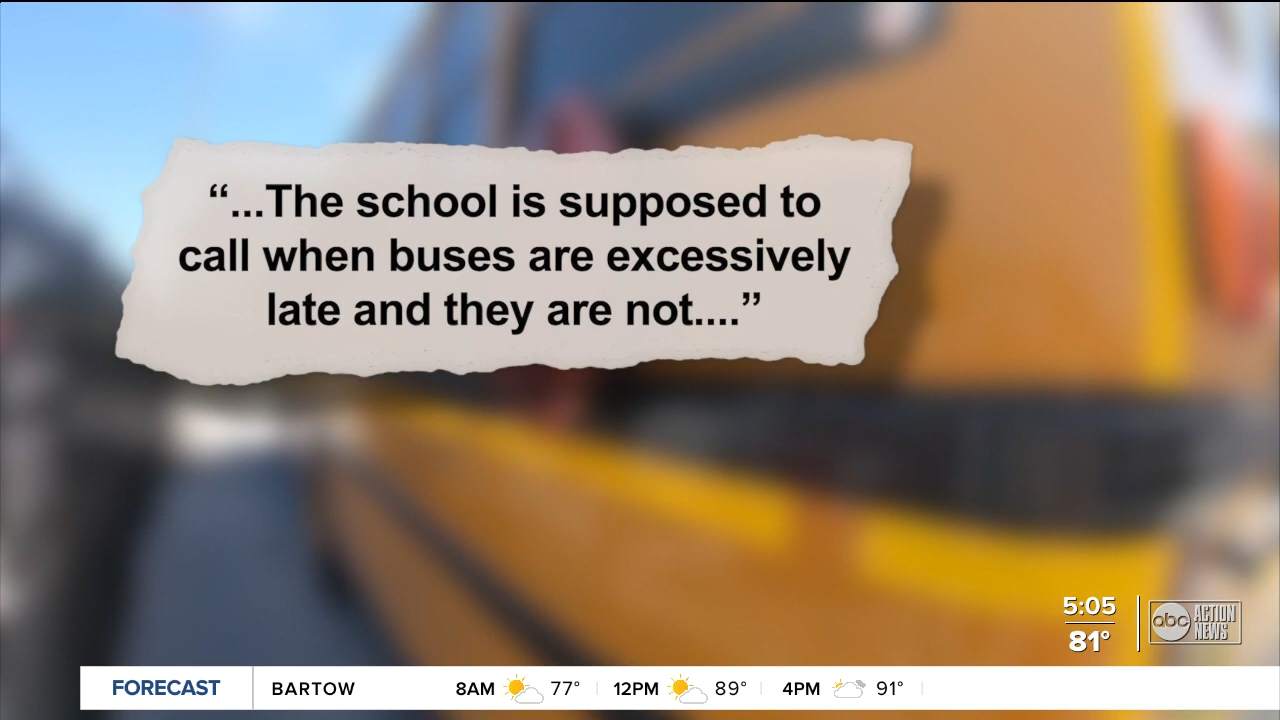 “...The school is supposed to
call when buses are excessively
late and they are not....”
5:05
81°
abc
ACTION
NEWS
FORECAST
BARTOW
8AM 77° 12PM 89° 4PM 91°